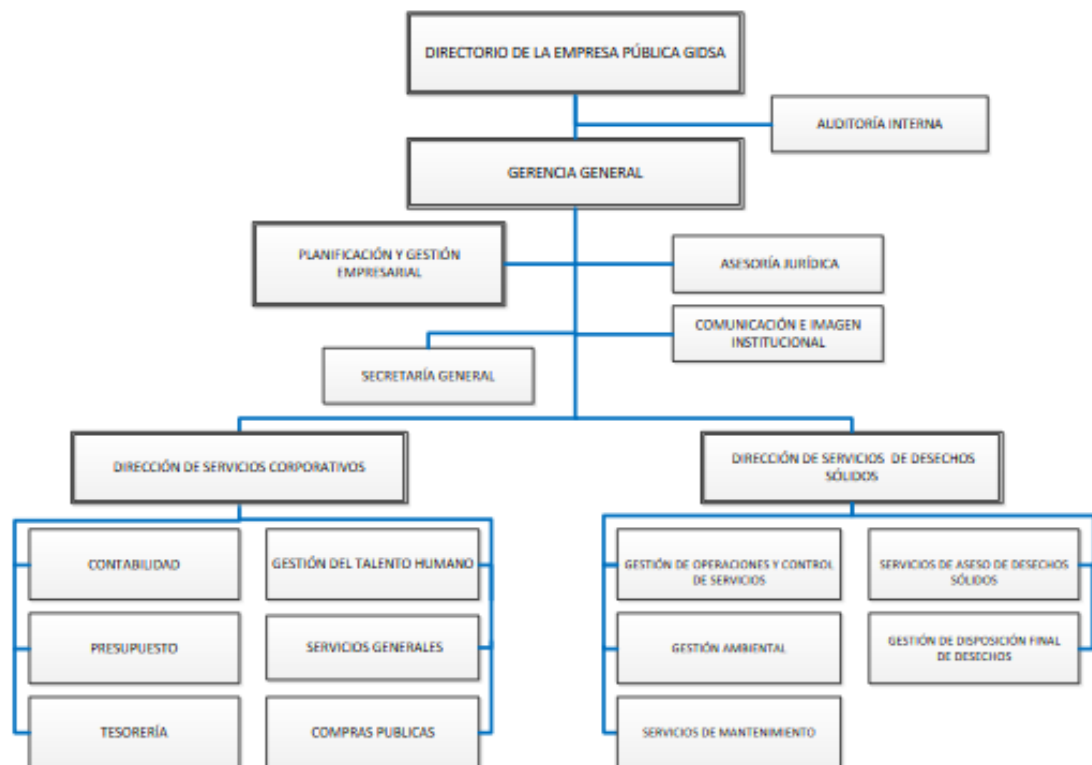 DIRECTORIO DE LA EMPRESA PÚBLICA GIDSA
AUDITORÍA INTERNA
GERENCIA GENERAL
PLANIFICACIÓN Y GESTIÓN
EMPRESARIAL
ASESORÍA JURÍDICA
COMUNICACIÓN E IMAGEN
INSTITUCIONAL
SECRETARÍA GENERAL
DIRECCIÓN DE SERVICIOS CORPORATIVOS
DIRECCIÓN DE SERVICIOS DE DESECHOS
SÓLIDOS
CONTABILIDAD
GESTIÓN DEL TALENTO HUMANO
PRESUPUESTO
SERVICIOS GENERALES
TESORERÍA
COMPRAS PUBLICAS
GESTIÓN DE OPERACIONES Y CONTROL
DE SERVICIOS
SERVICIOS DE ASESO DE DESECHOS
SÓLIDOS
GESTIÓN AMBIENTAL
GESTIÓN DE DISPOSICIÓN FINAL
DE DESECHOS
SERVICIOS DE MANTENIMIENTO